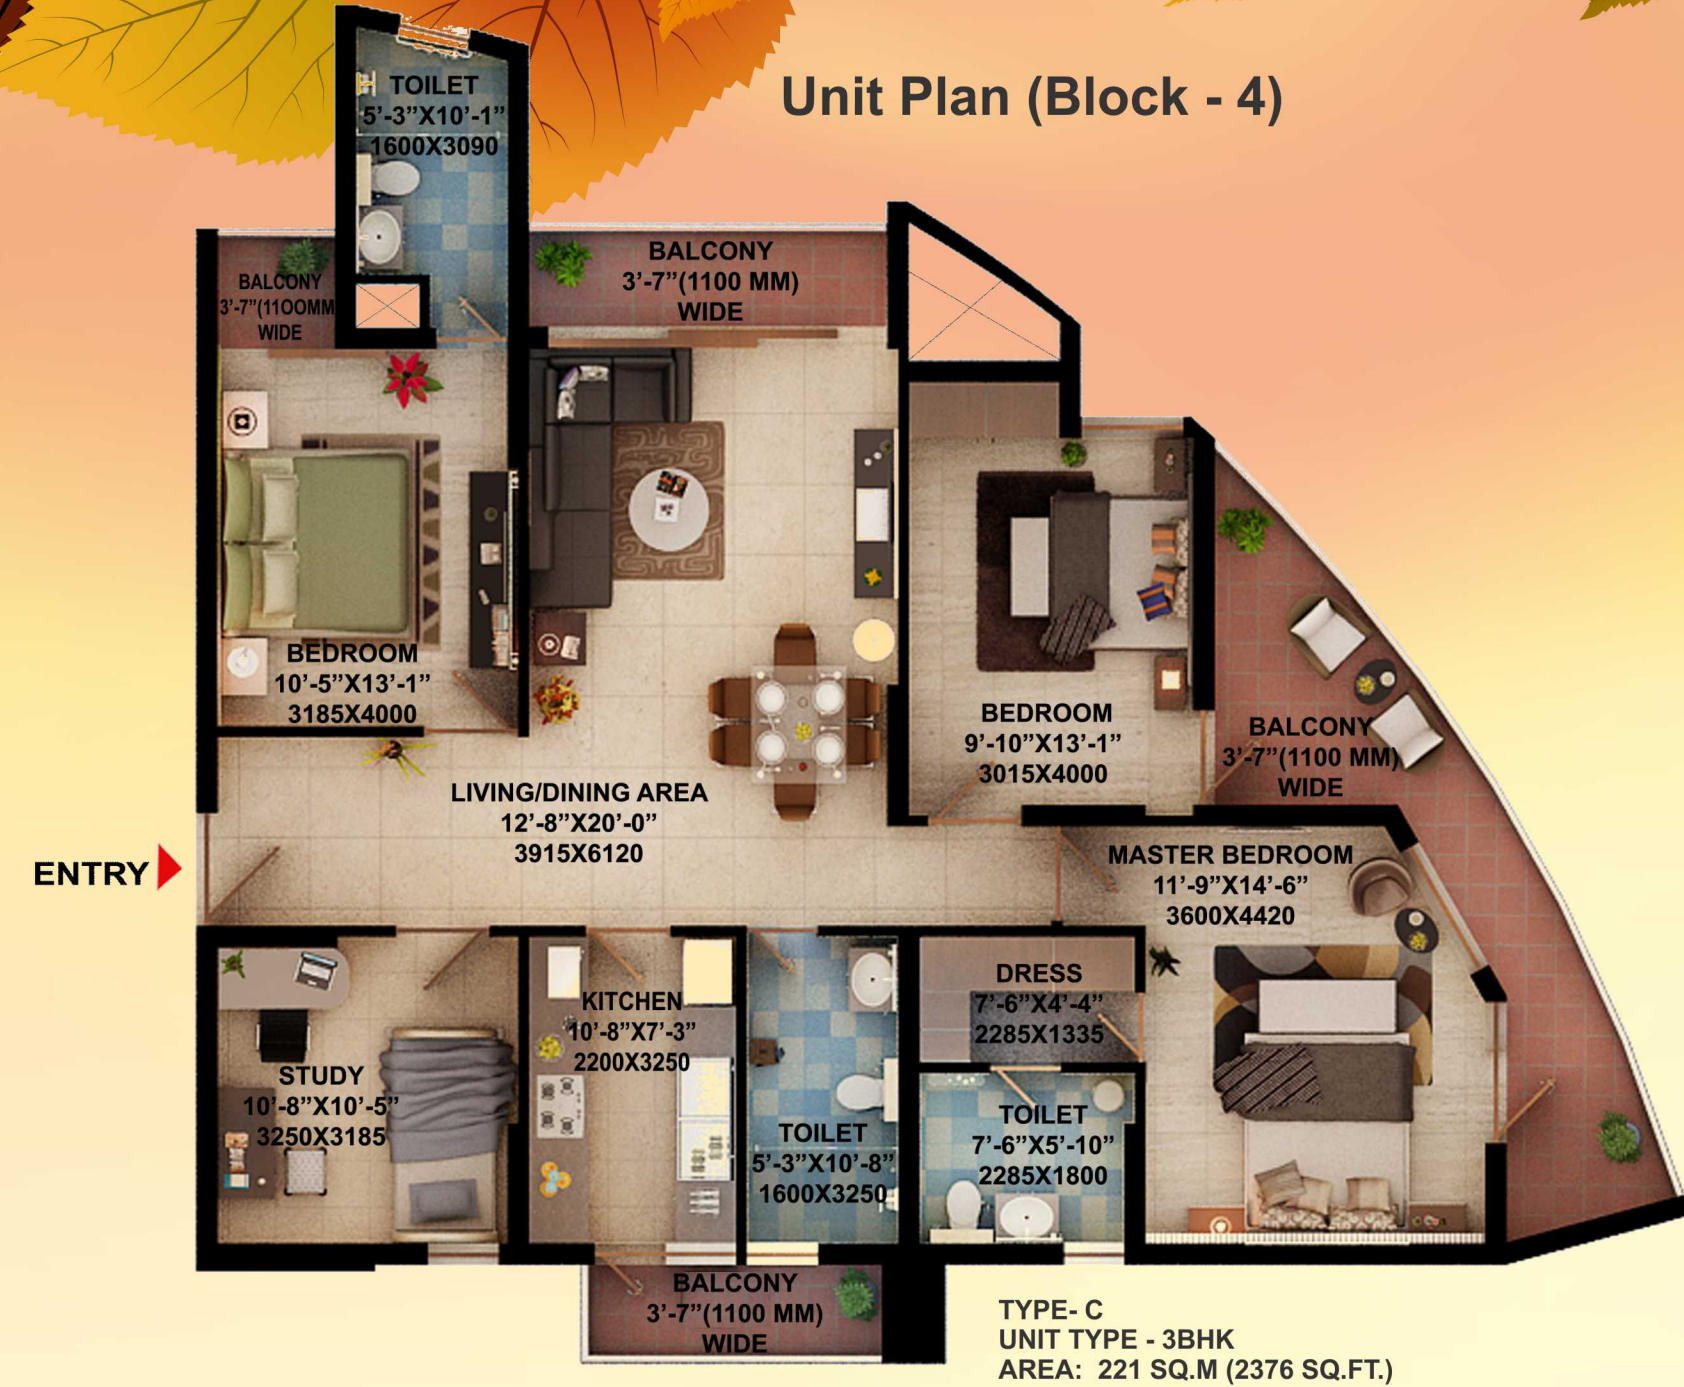 Unit Plan (Block - 4)
TOILET
5’-3”X10’-1”
1600X3090
BALCONY
3’-7”(11OOMM
WIDE
BALCONY
3’-7”(1100 MM)
WIDE
BEDROOM
10’-5”X13’-1”
3185X4000
LIVING/DINING AREA
12’-8”X20’-0”
3915X6120
BEDROOM
9’-10”X13’-1”
3015X4000
BALCONY
3’-7”(1100 MM)
WIDE
ENTRY
MASTER BEDROOM
11’-9”X14’-6”
3600X4420
STUDY
10’-8”X10’-5”
3250X3185
KITCHEN
10’-8”X7’-3”
2200X3250
TOILET
5’-3”X10’-8”
1600X3250
DRESS
7’-6”X4’-4”
2285X1335
TOILET
7’-6”X5’-10”
2285X1800
BALCONY
3’-7”(1100 MM)
WIDE
TYPE- C
UNIT TYPE - 3BHK
AREA: 221 SQ.M (2376 SQ.FT.)